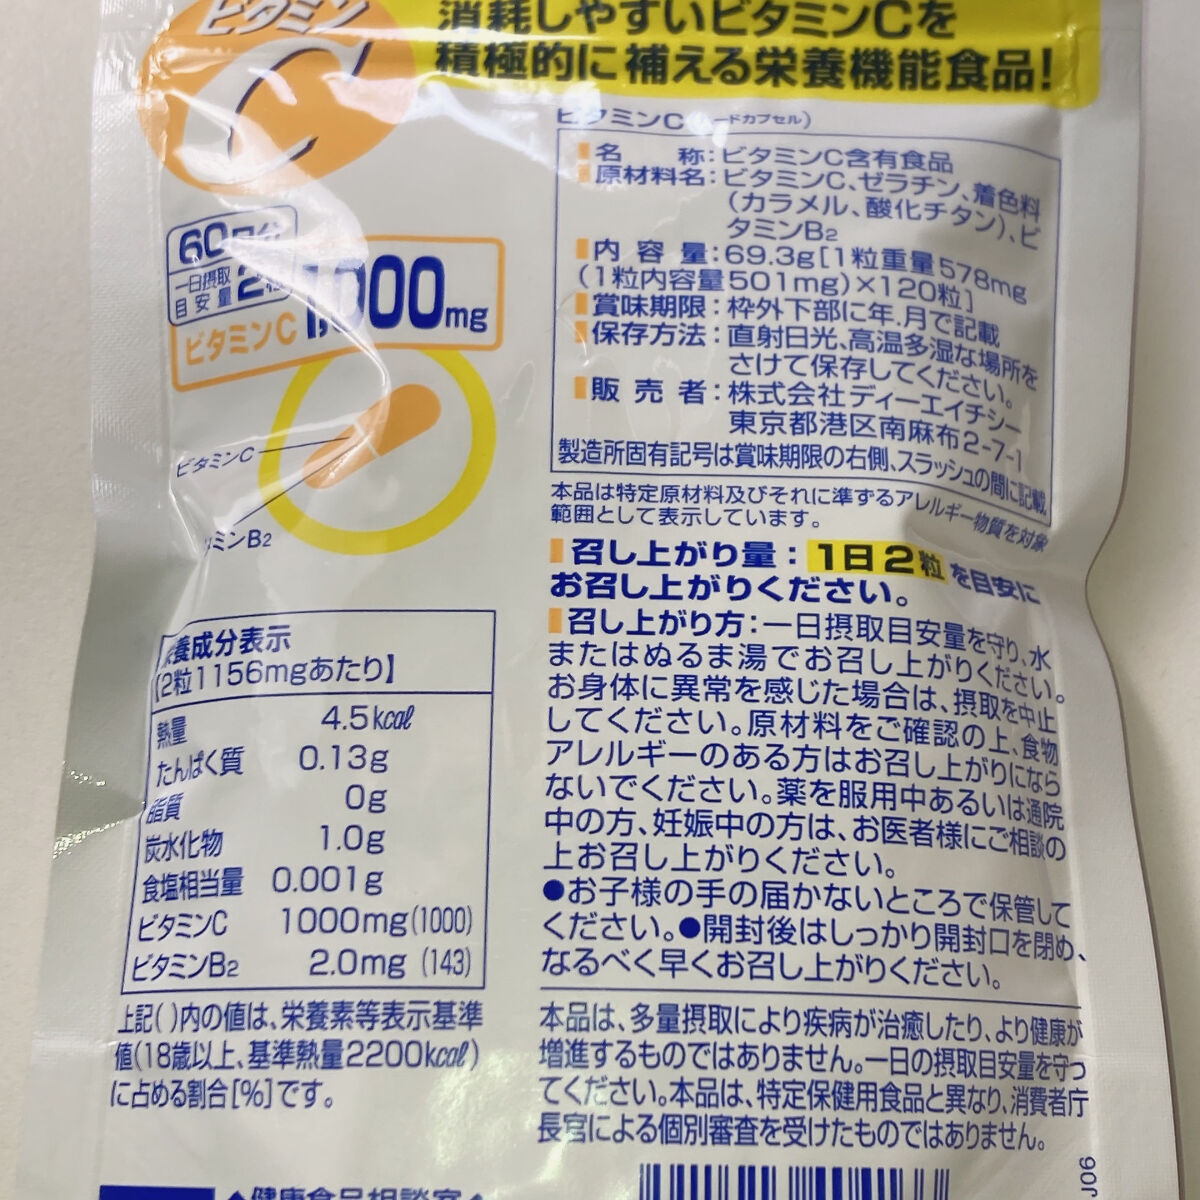 ビタミン
C
消耗しやすいビタミンCを
積極的に補える栄養機能食品!
60日分
一日摂取
目安量2粒
ビタミンC 1,000mg
ビタミンC
ミンB2
ビタミンC(ハードカプセル)
名称:ビタミンC含有食品
原材料名:ビタミンC、ゼラチン、着色料
(カラメル、酸化チタン)、ビ
タミンB2
内容量:69.3g[1粒重量578mg
(1粒内容量501mg)×120粒]
賞味期限:枠外下部に年.月で記載
保存方法:直射日光、高温多湿な場所を
さけて保存してください。
販売者:株式会社ディーエイチシー
東京都港区南麻布2-7-1
製造所固有記号は賞味期限の右側、スラッシュの間に記載
本品は特定原材料及びそれに準ずるアレルギー物質を対象
範囲として表示しています。
召し上がり量:1日2粒を目安に
お召し上がりください。
召し上がり方:一日摂取目安量を守り、水
またはぬるま湯でお召し上がりください。
お身体に異常を感じた場合は、摂取を中止
してください。原材料をご確認の上、食物
アレルギーのある方はお召し上がりになら
ないでください。薬を服用中あるいは通院
中の方、妊娠中の方は、お医者様にご相談の
上お召し上がりください。
●お子様の手の届かないところで保管して
ください。●開封後はしっかり開封口を閉め、
なるべく早くお召し上がりください。
栄養成分表示
[2粒1156mgあたり]
熱量 4.5kcal
たんぱく質 0.13g
脂質 0g
炭水化物 1.0g
食塩相当量 0.001g
ビタミンC 1000mg(1000)
ビタミンB2 2.0mg(143)
上記( )内の値は、栄養素等表示基準
値(18歳以上、基準熱量2200kcal)
に占める割合[%]です。
本品は、多量摂取により疾病が治癒したり、より健康が
増進するものではありません。一日の摂取目安量を守っ
てください。本品は、特定保健用食品と異なり、消費者庁
長官による個別審査を受けたものではありません。
◆健康食品相談室◆